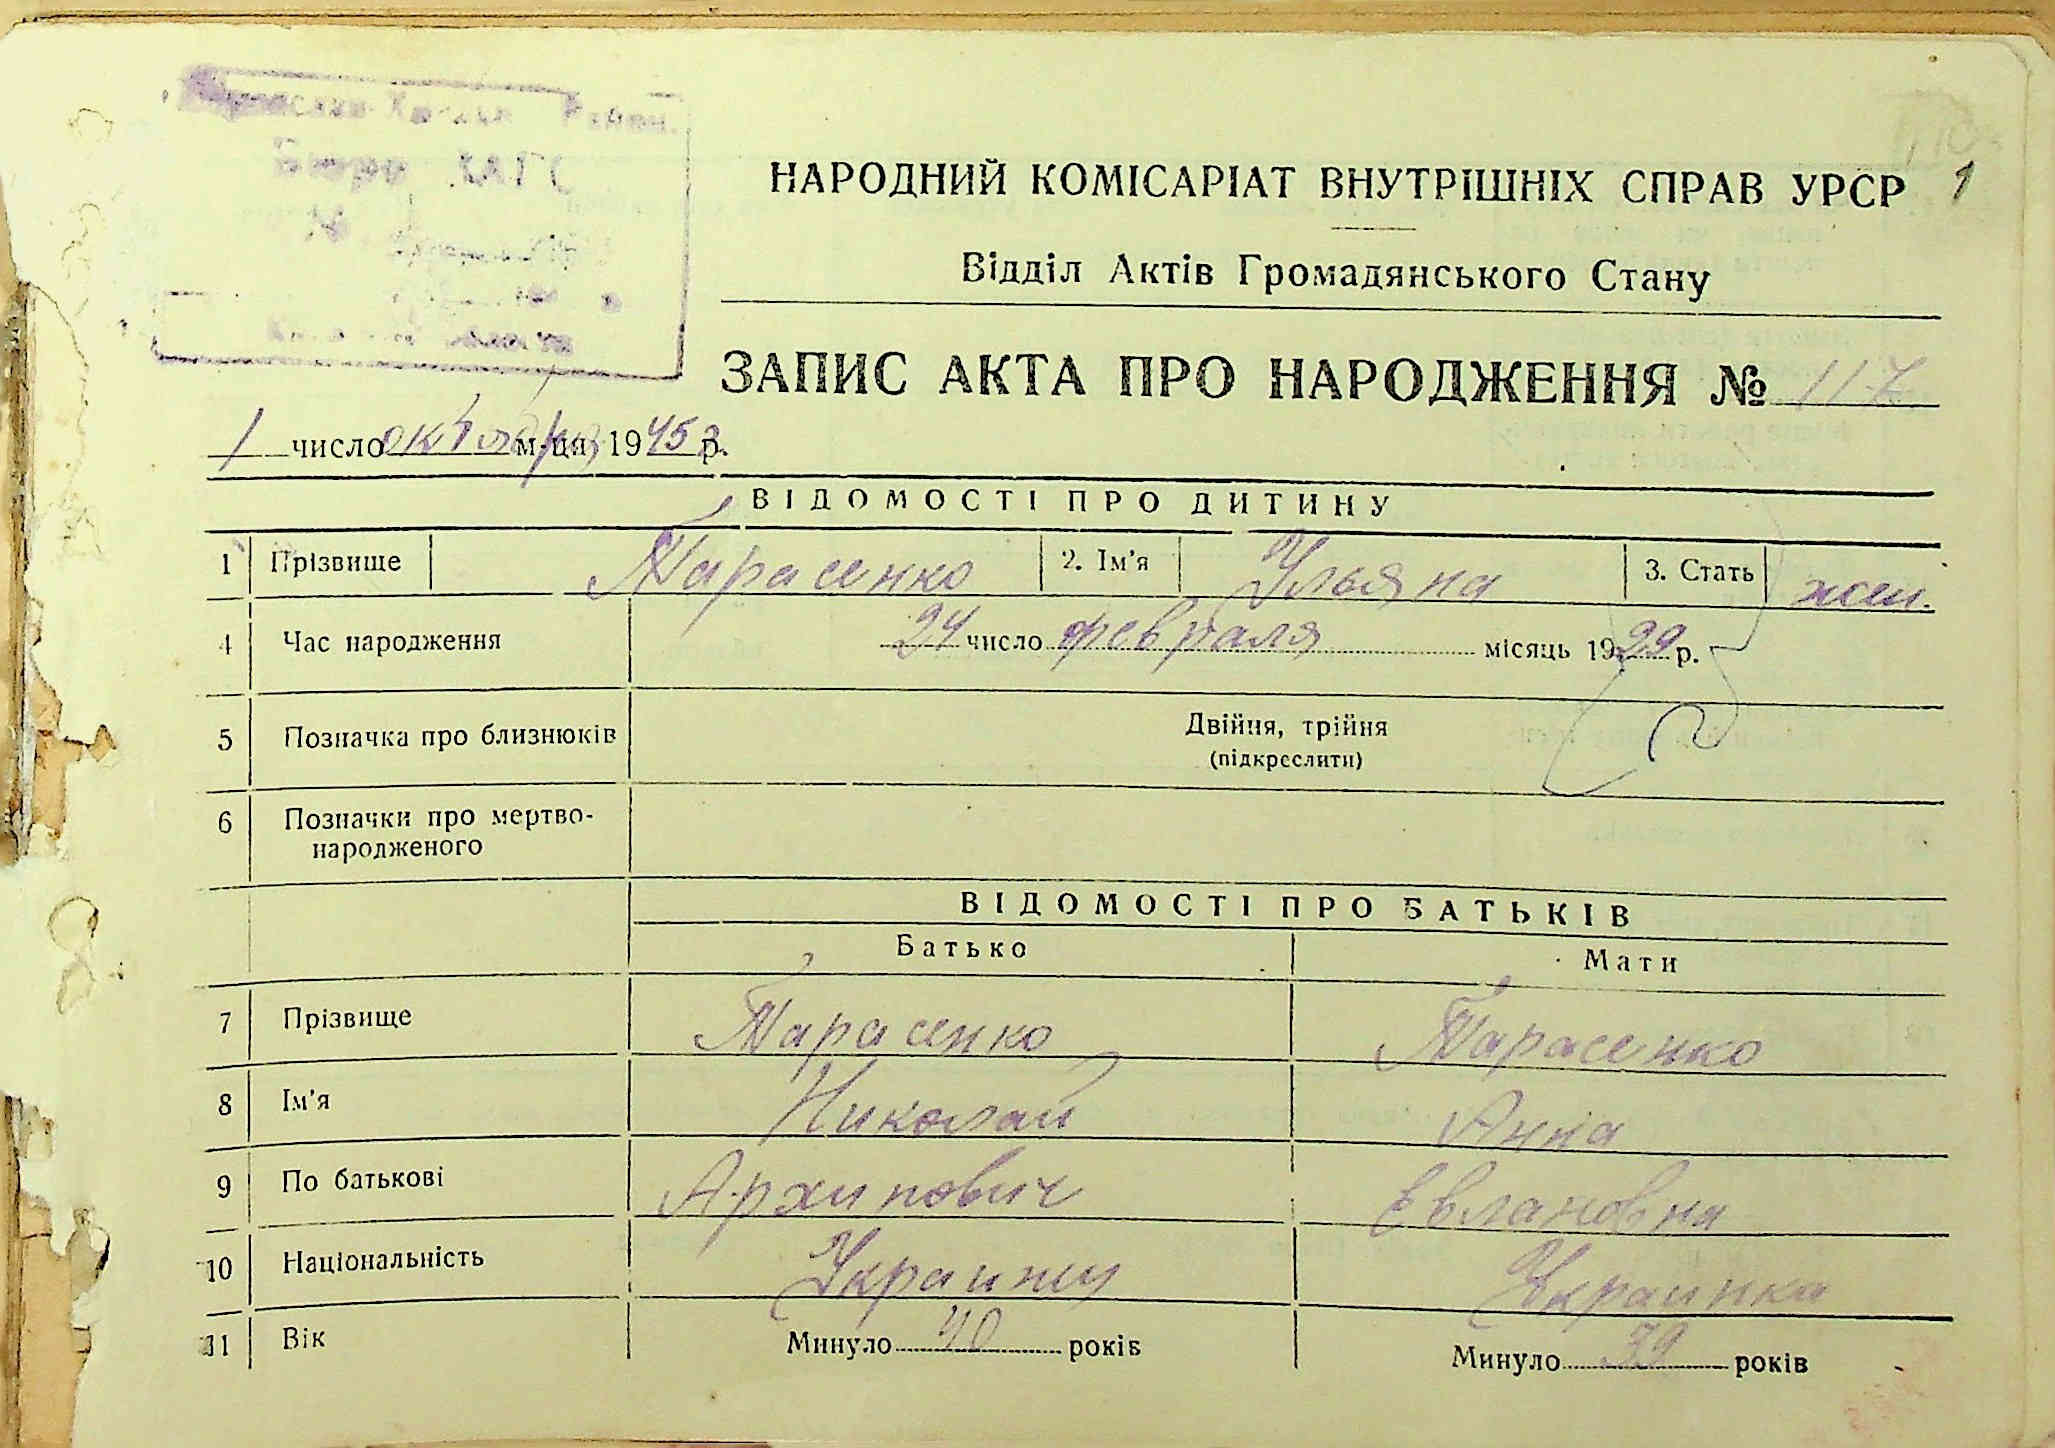 Район.
Бюро ЗАГС
НАРОДНИЙ КОМІСАРІАТ ВНУТРІШНІХ СПРАВ УРСР 1
Відділ Актів Громадянського Стану
ЗАПИС АКТА ПРО НАРОДЖЕННЯ № 117
1 число октября м-ця 1945 р.
ВІДОМОСТІ ПРО ДИТИНУ
1 Прізвище Тарасенко 2. Ім'я Ульяна 3. Стать жен.
4 Час народження 24 число февраля місяць 1929 р.
5 Позначка про близнюків Двійня, трійня
(підкреслити)
6 Позначки про мертво-
народженого
ВІДОМОСТІ ПРО БАТЬКІВ
Батько Мати
7 Прізвище Тарасенко Тарасенко
8 Ім'я Николай Анна
9 По батькові Архипович Евлановна
10 Національність Украинец Украинка
11 Вік Минуло 40 років Минуло 39 років